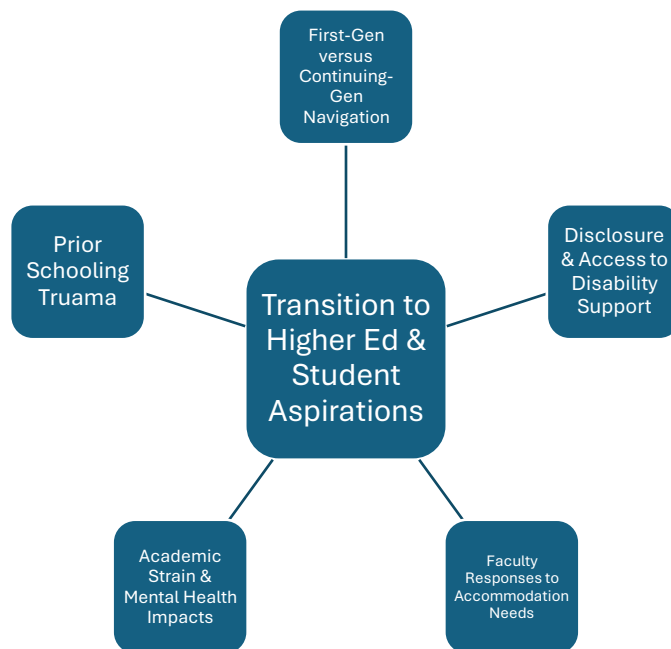 First-Gen
versus
Continuing-
Gen
Navigation
Prior
Schooling
Truama
Disclosure
& Access to
Disability
Support
Transition to
Higher Ed &
Student
Aspirations
Academic
Strain &
Mental Health
Impacts
Faculty
Responses to
Accommodation
Needs